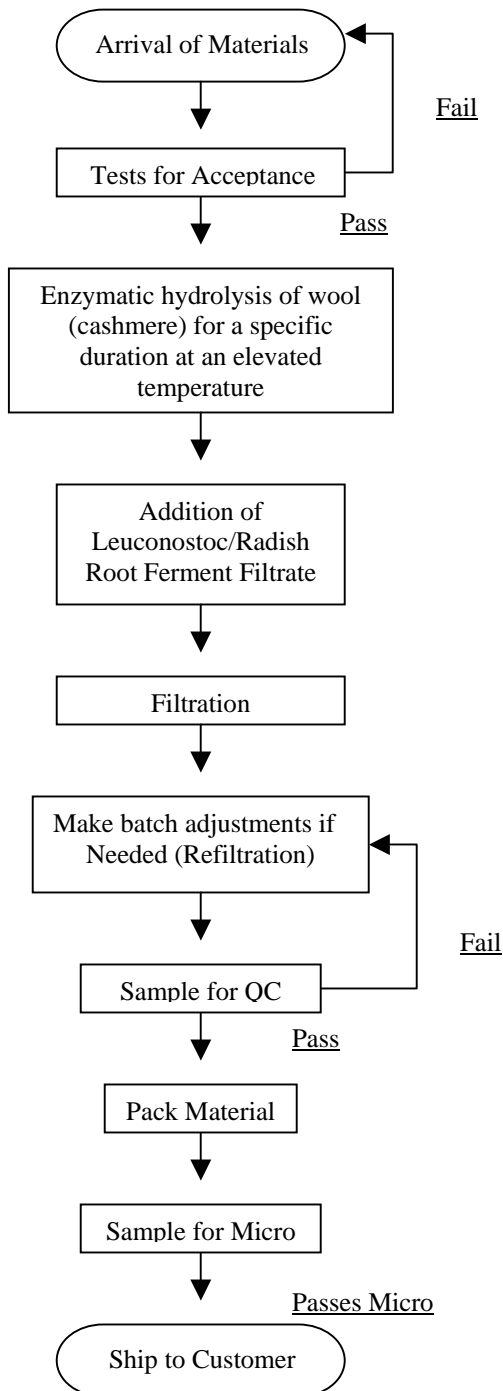 Arrival of Materials
Fail
Tests for Acceptance
Pass
Enzymatic hydrolysis of wool
(cashmere) for a specific
duration at an elevated
temperature
Addition of
Leuconostoc/Radish
Root Ferment Filtrate
Filtration
Make batch adjustments if
Needed (Refiltration)
Fail
Sample for QC
Pass
Pack Material
Sample for Micro
Passes Micro
Ship to Customer